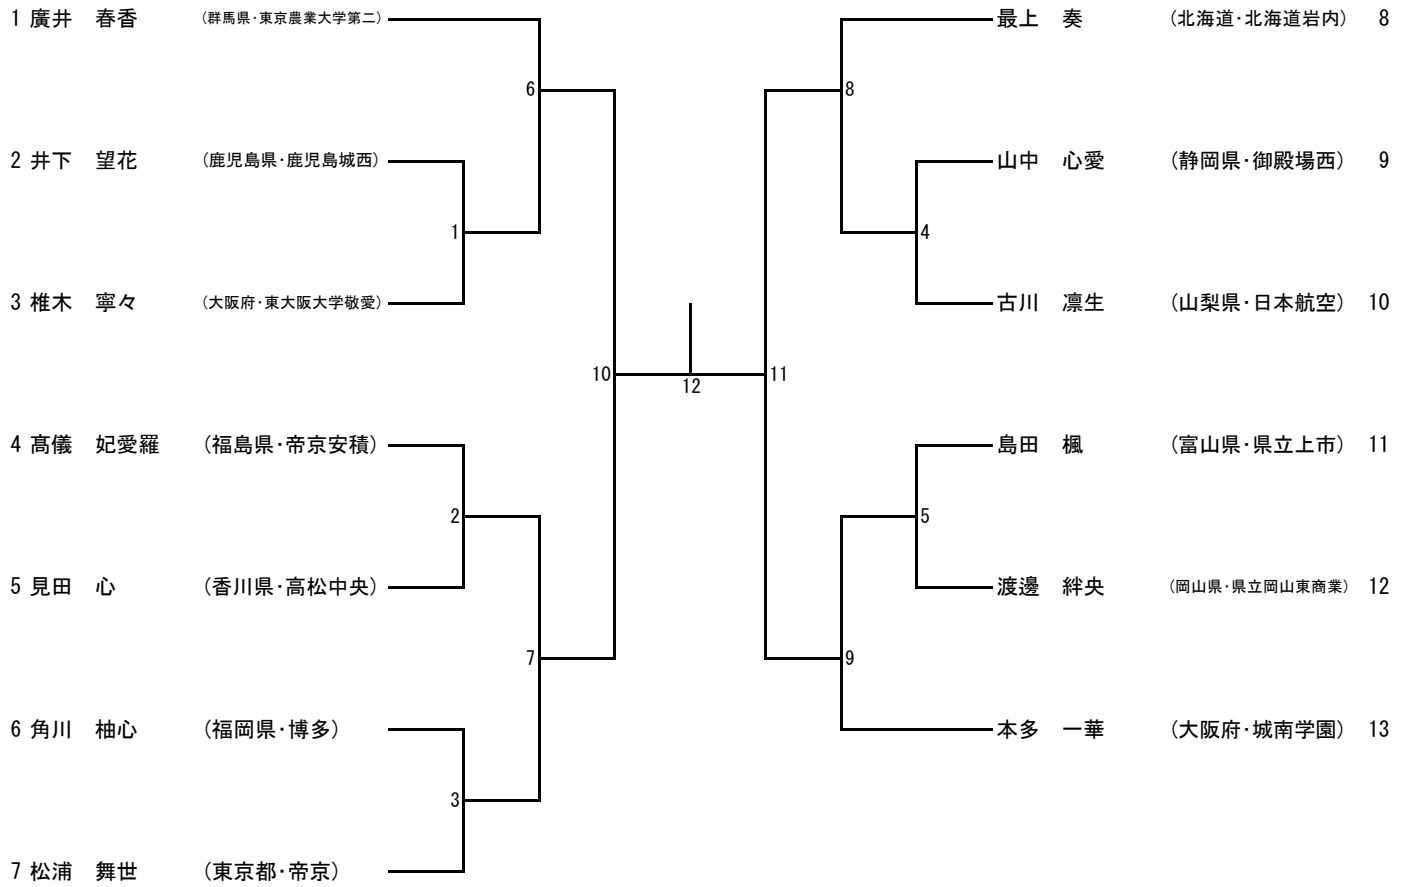 1 廣井　春香 (群馬県・東京農業大学第二)
6
2 井下　望花 (鹿児島県・鹿児島城西)
1
3 椎木　寧々 (大阪府・東大阪大学敬愛)
10
4 髙儀　妃愛羅 (福島県・帝京安積)
2
5 見田　心 (香川県・高松中央)
7
6 角川　柚心 (福岡県・博多)
3
7 松浦　舞世 (東京都・帝京)
12
最上　奏 (北海道・北海道岩内) 8
8
山中　心愛 (静岡県・御殿場西) 9
4
古川　凛生 (山梨県・日本航空) 10
11
島田　楓 (富山県・県立上市) 11
5
渡邊　絆央 (岡山県・県立岡山東商業) 12
9
本多　一華 (大阪府・城南学園) 13